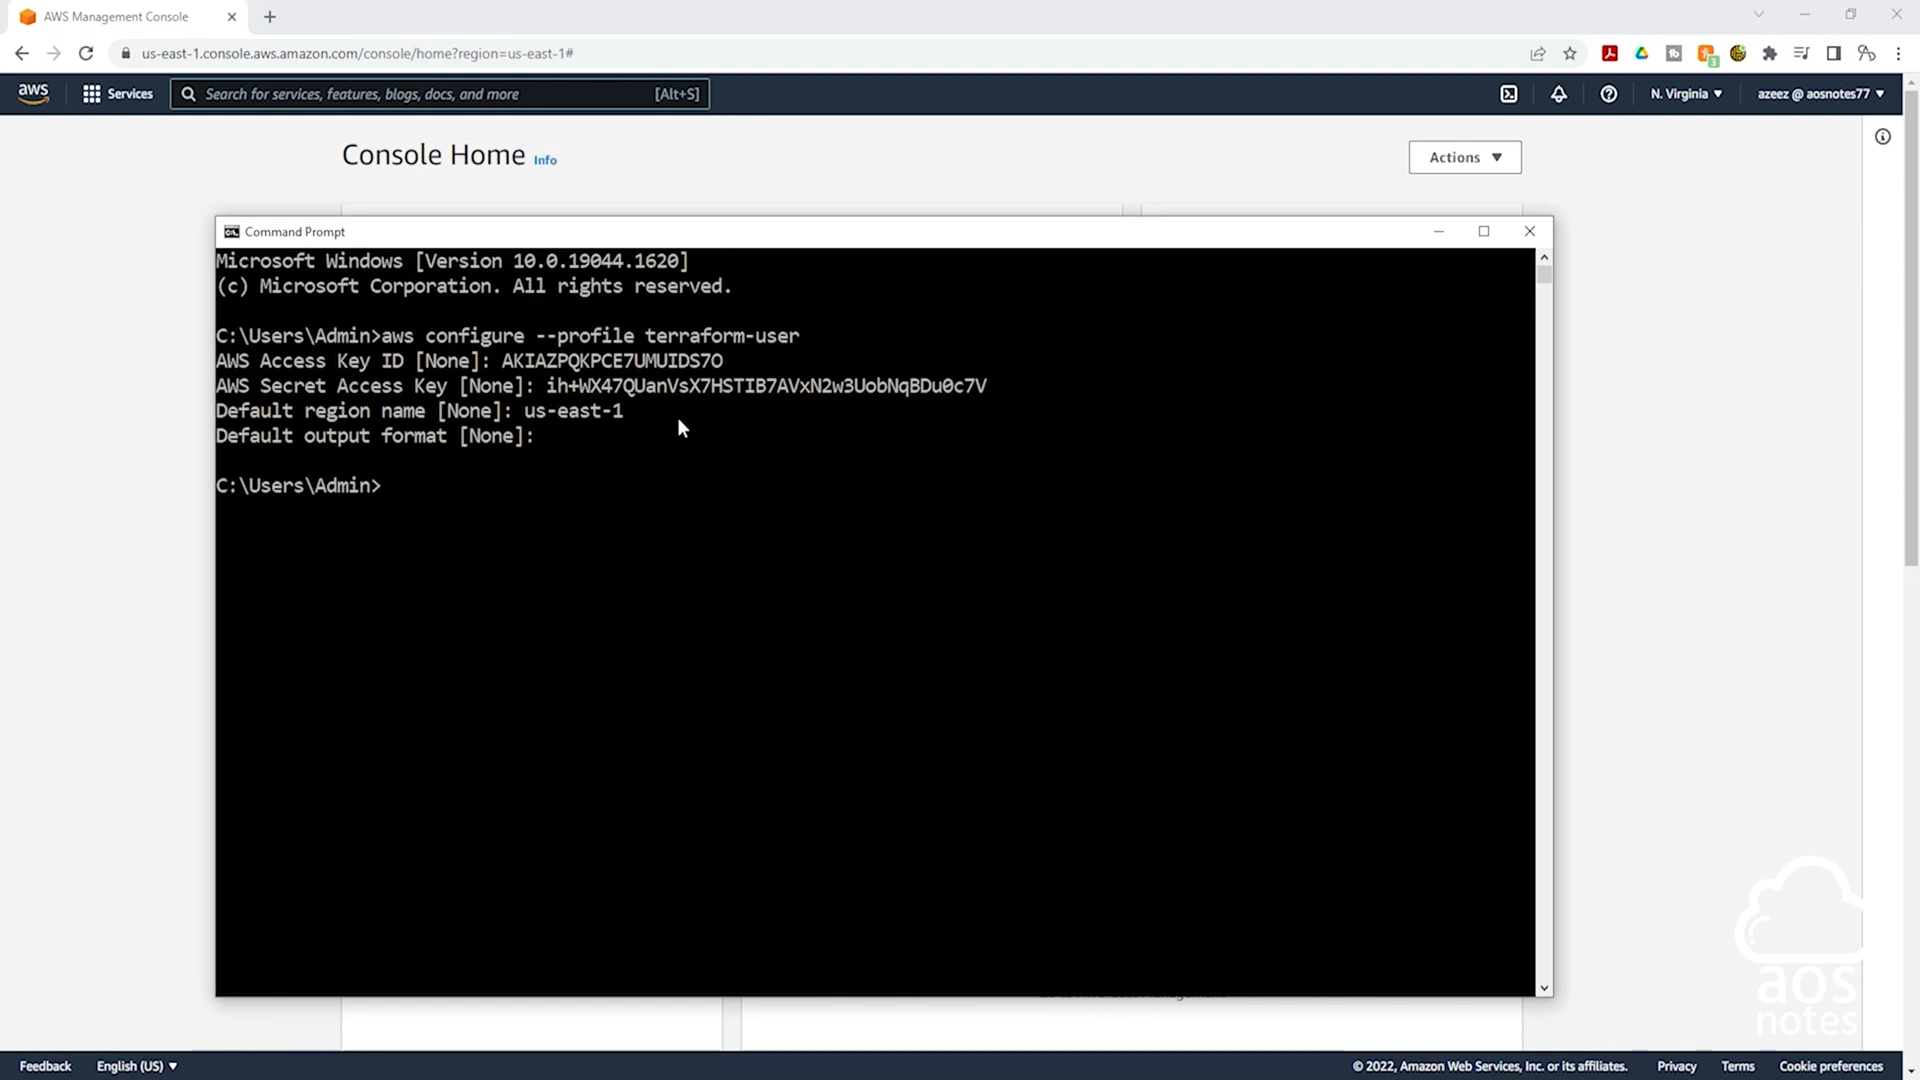 AWS Management Console
us-east-1.console.aws.amazon.com/console/home?region=us-east-1#
3
aws
Services
Search for services, features, blogs, docs, and more
[Alt+S]
N. Virginia
azeez @ aosnotes77
Console Home
Info
Actions
Command Prompt
Microsoft Windows [Version 10.0.19044.1620]
(c) Microsoft Corporation. All rights reserved.
C:\Users\Admin>aws configure --profile terraform-user
AWS Access Key ID [None]: AKIAZPQKPCE7UMUIDS7O
AWS Secret Access Key [None]: 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
Default region name [None]: us-east-1
Default output format [None]:
C:\Users\Admin>
aos
notes
Feedback
English (US)
© 2022, Amazon Web Services, Inc. or its affiliates.
Privacy
Terms
Cookie preferences